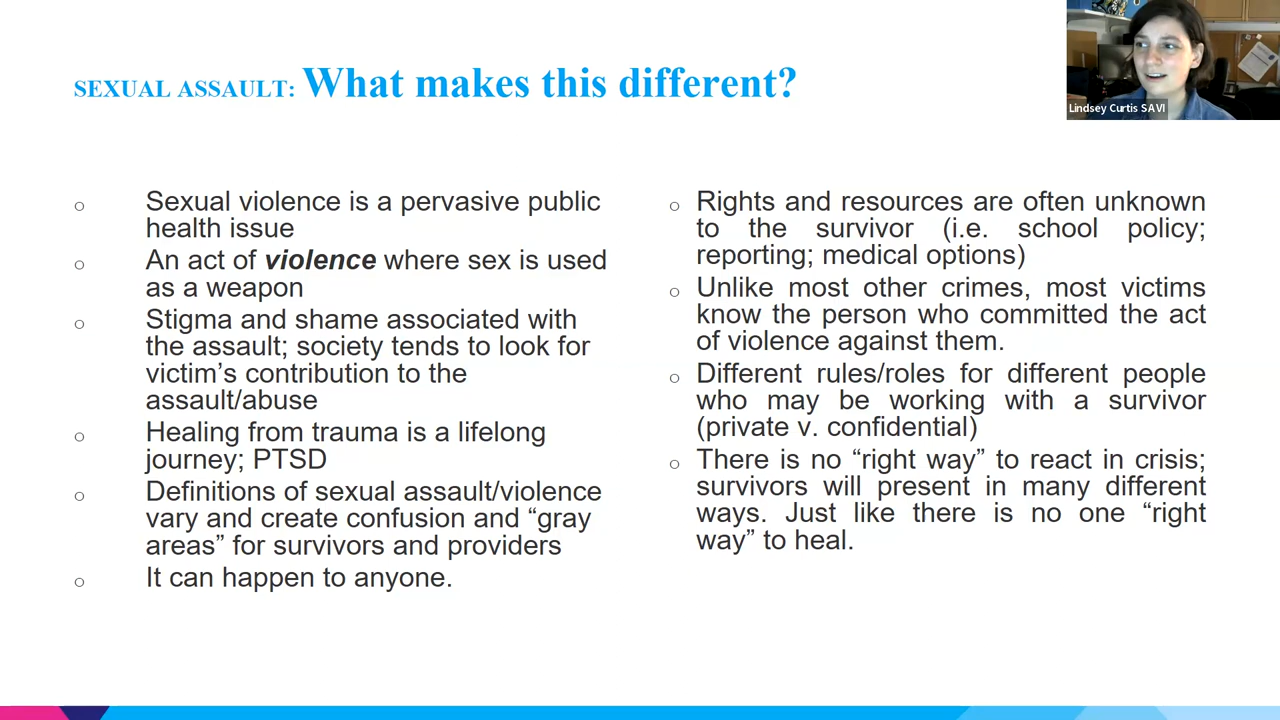 SEXUAL ASSAULT: What makes this different?
Lindsey Curtis SAVI
o Sexual violence is a pervasive public
health issue
o An act of violence where sex is used
as a weapon
o Stigma and shame associated with
the assault; society tends to look for
victim’s contribution to the
assault/abuse
o Healing from trauma is a lifelong
journey; PTSD
o Definitions of sexual assault/violence
vary and create confusion and “gray
areas” for survivors and providers
o It can happen to anyone.
o Rights and resources are often unknown
to the survivor (i.e. school policy;
reporting; medical options)
o Unlike most other crimes, most victims
know the person who committed the act
of violence against them.
o Different rules/roles for different people
who may be working with a survivor
(private v. confidential)
o There is no “right way” to react in crisis;
survivors will present in many different
ways. Just like there is no one “right
way” to heal.